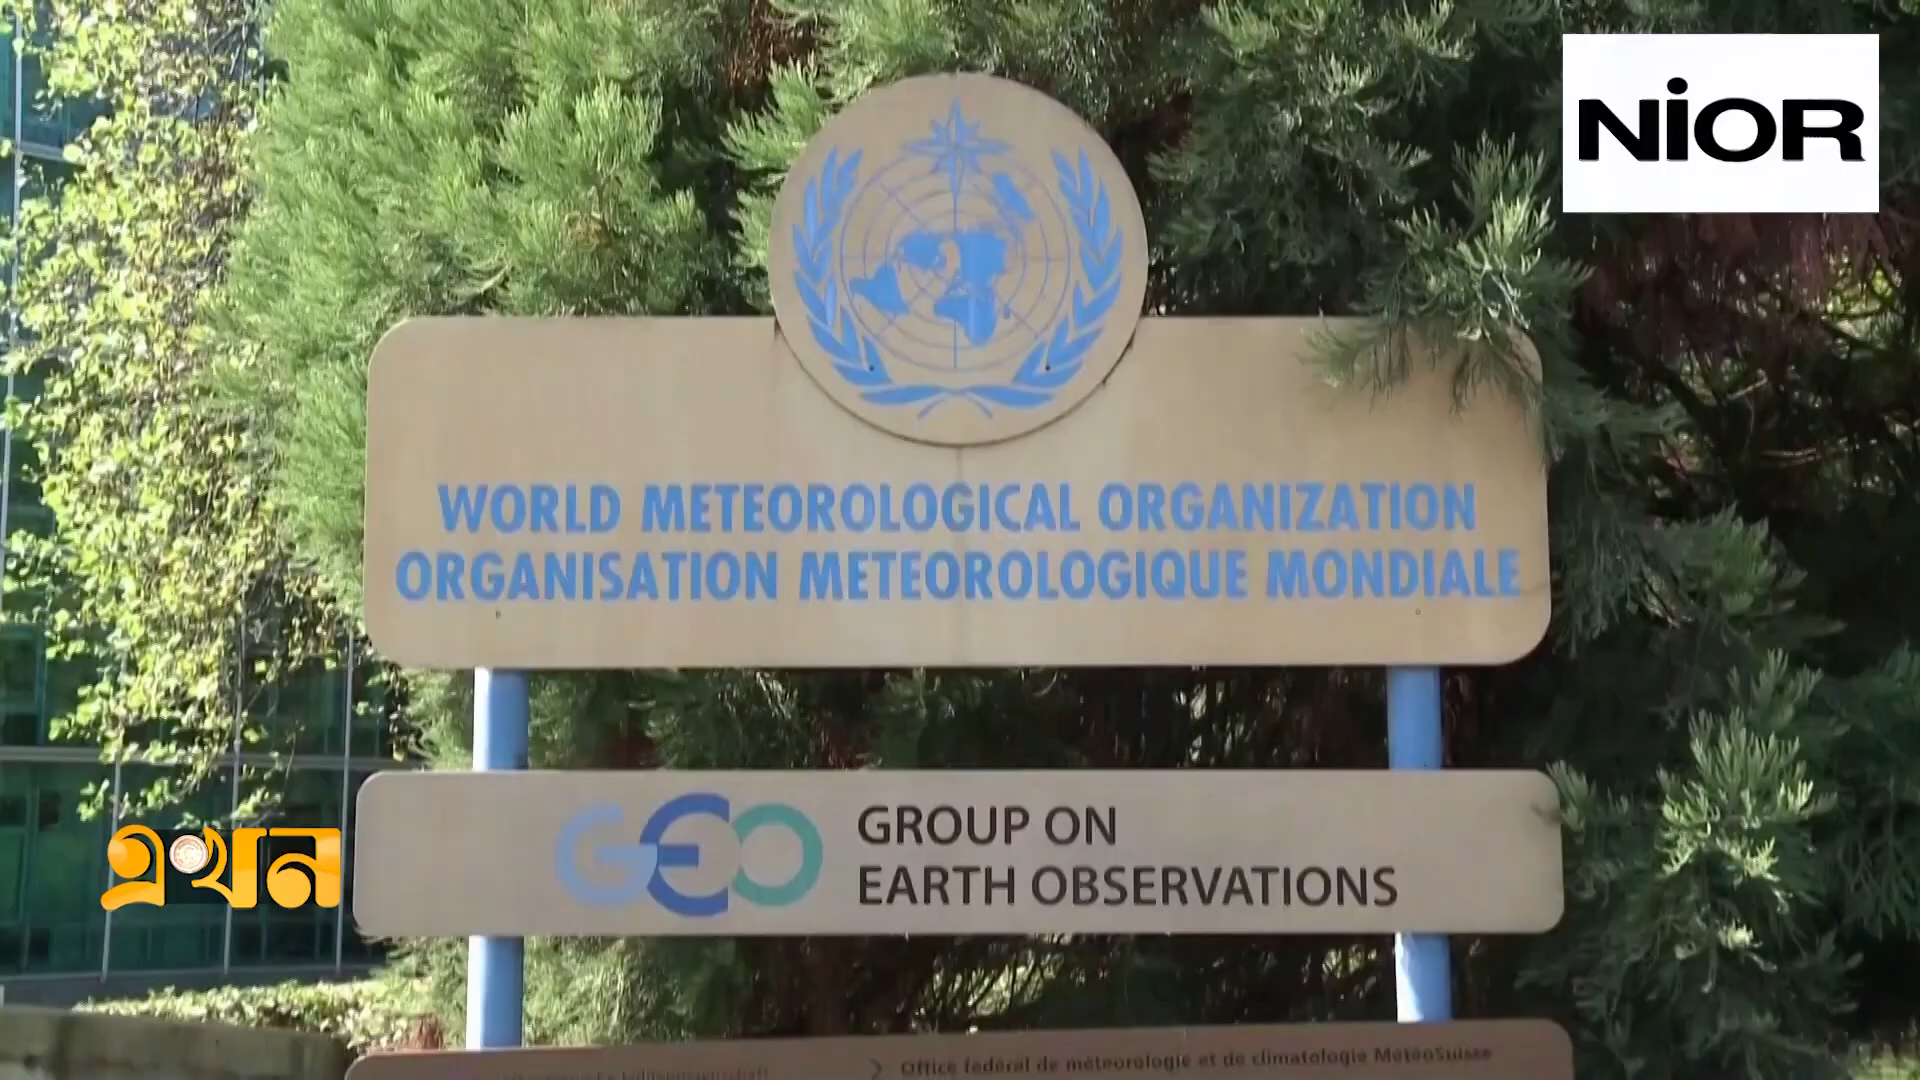 NiOR
WORLD METEOROLOGICAL ORGANIZATION
ORGANISATION METEOROLOGIQUE MONDIALE
GEO
GROUP ON
EARTH OBSERVATIONS
এখন
Office fédéral de météorologie et de climatologie MétéoSuisse